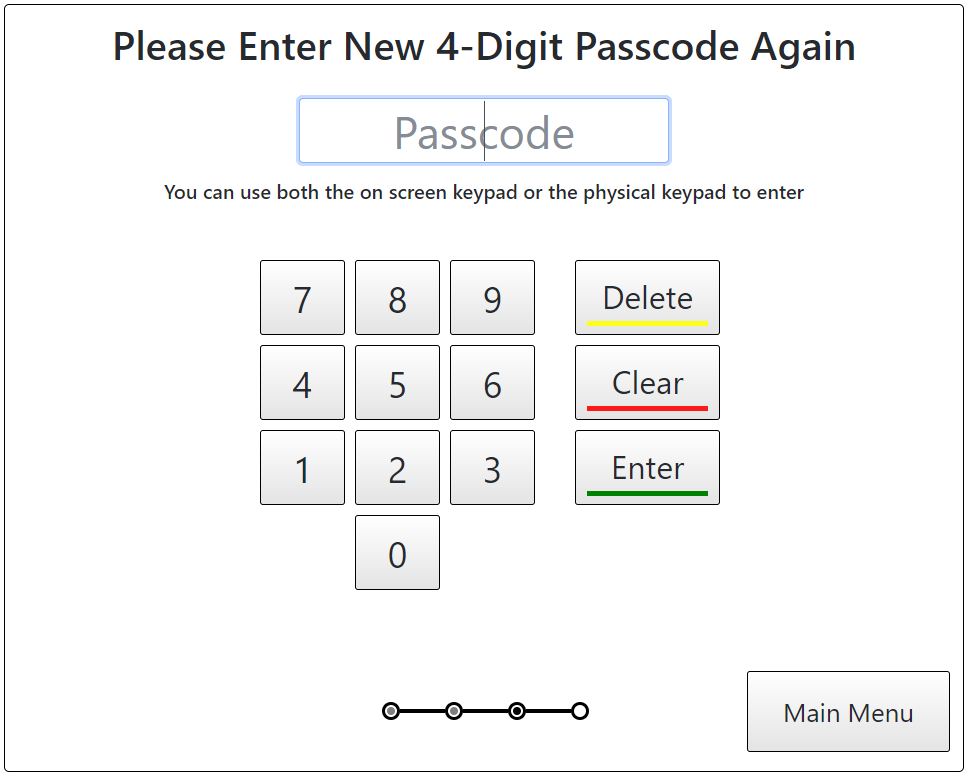 Please Enter New 4-Digit Passcode Again
Passcode
You can use both the on screen keypad or the physical keypad to enter
7 8 9 Delete
4 5 6 Clear
1 2 3 Enter
0
Main Menu